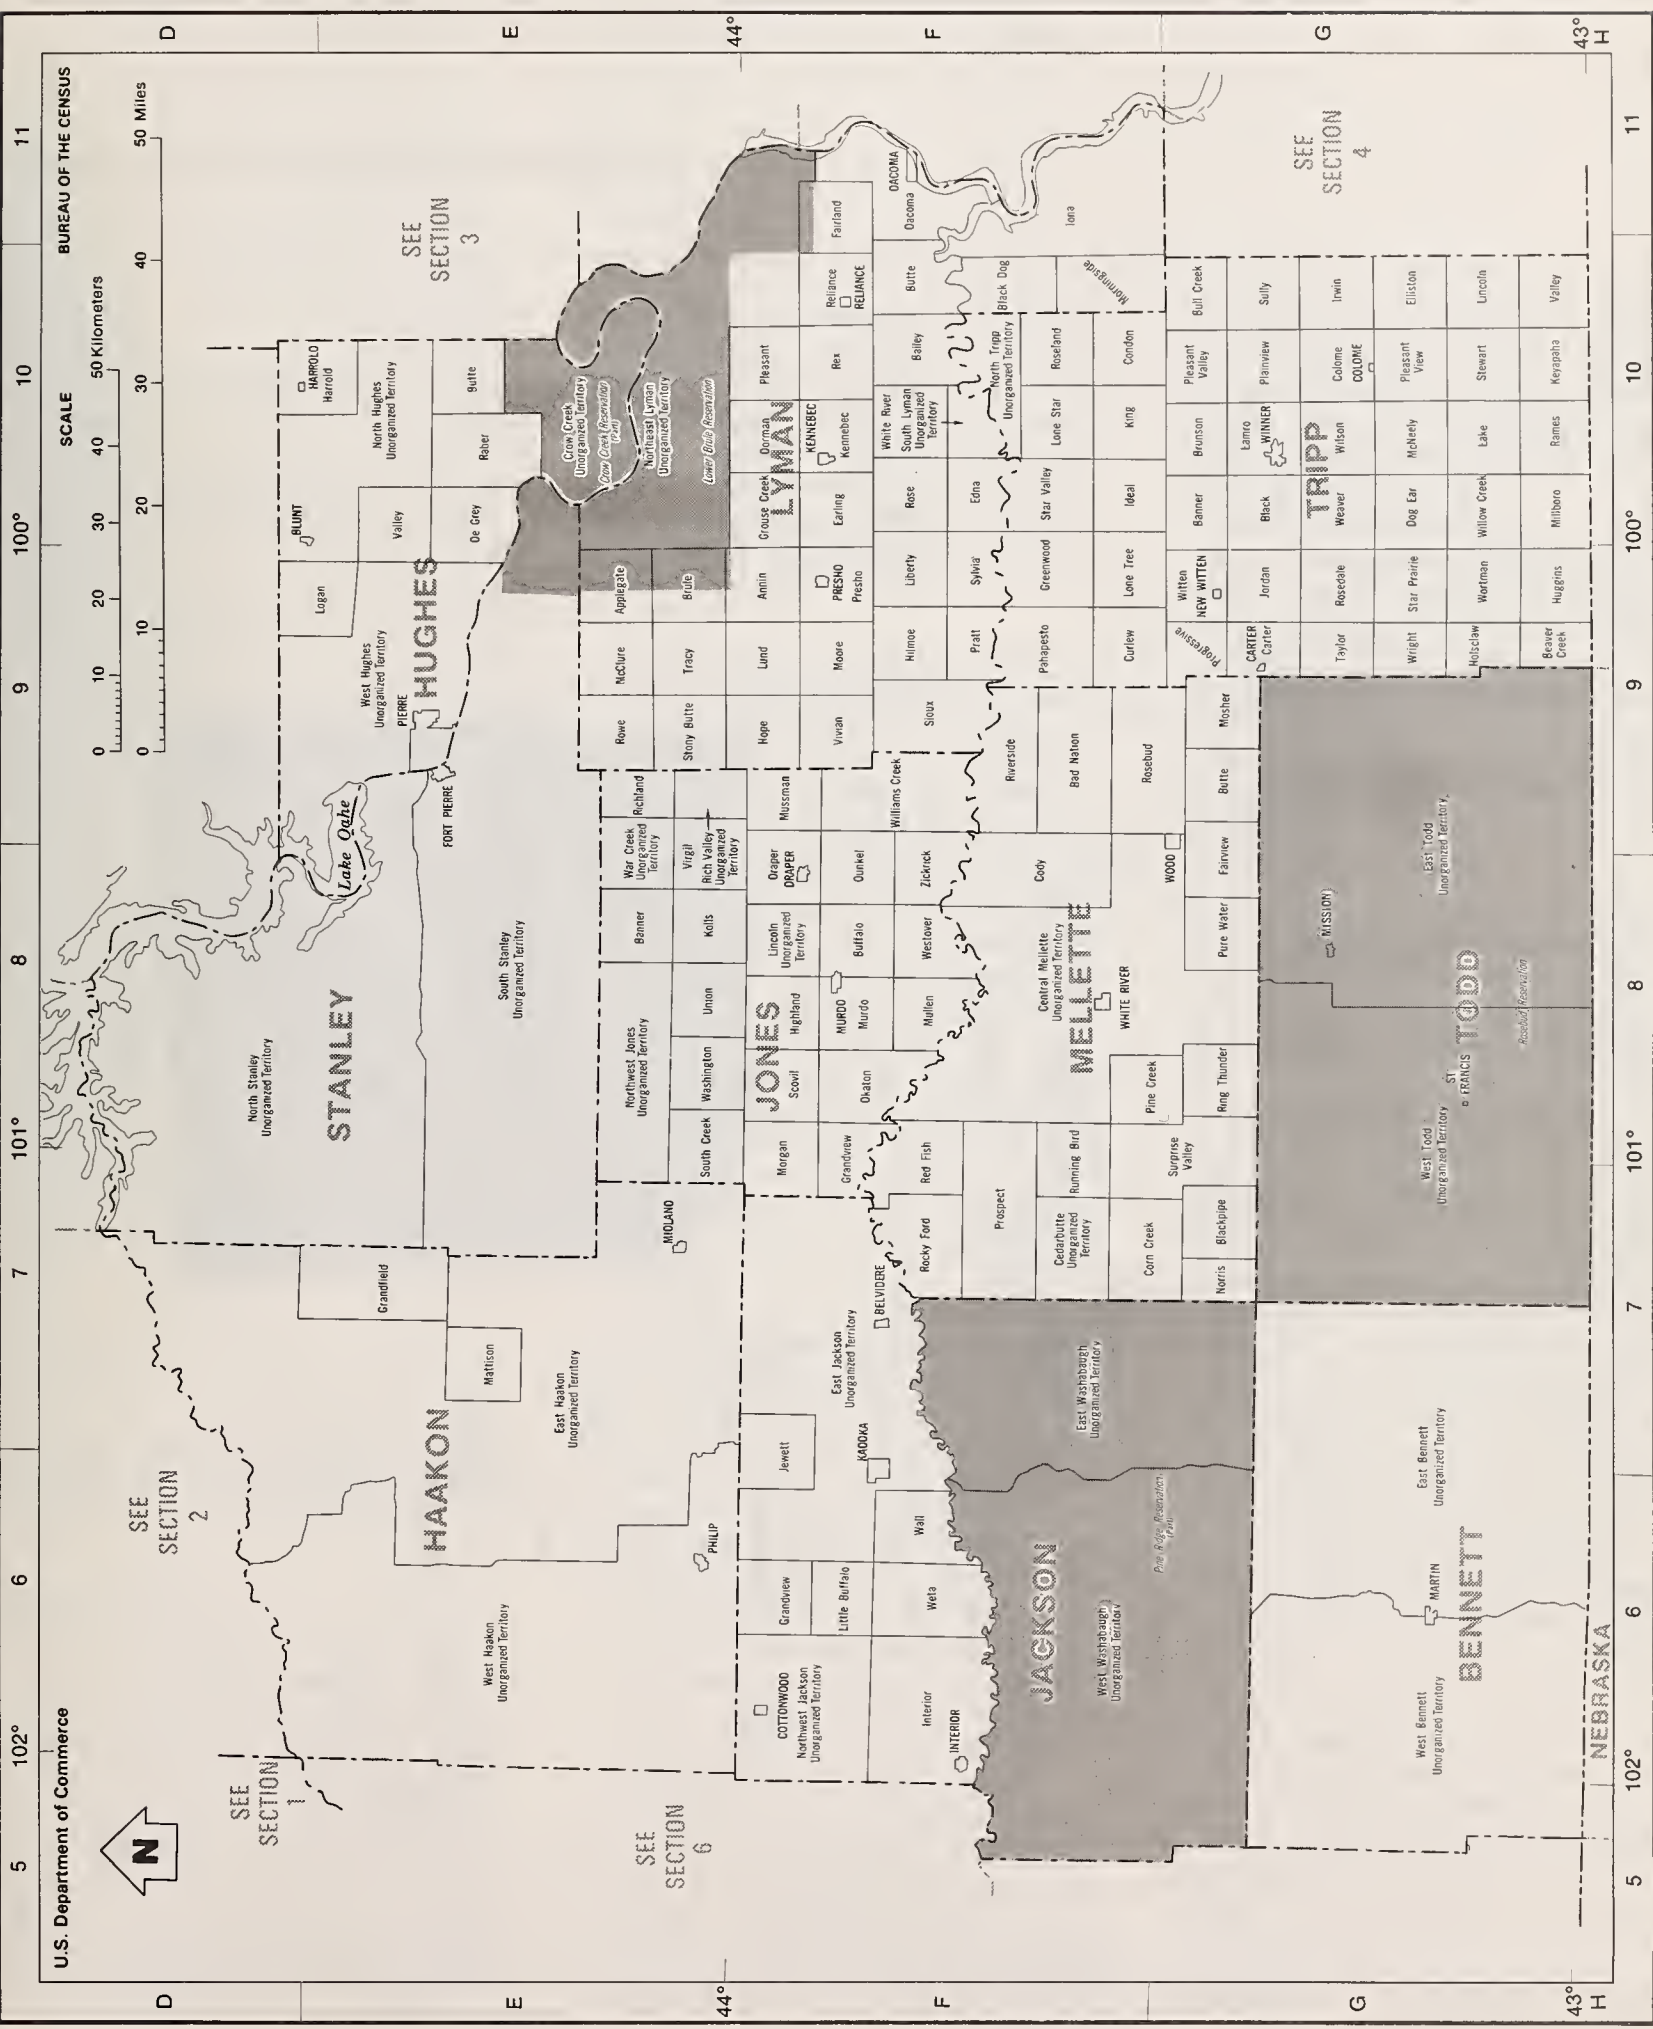 U.S. Department of Commerce
SCALE
BUREAU OF THE CENSUS
0 10 20 30 40 50 Kilometers
0 10 20 30 40 50 Miles
5
102°
6
7
101°
8
9
100°
10
11
D
E
44°
F
G
43°
H
N
SEE
SECTION
1
SEE
SECTION
2
SEE
SECTION
3
SEE
SECTION
4
SEE
SECTION
6
STANLEY
North Stanley
Unorganized Territory
South Stanley
Unorganized Territory
FORT PIERRE
Lake Oahe
HUGHES
West Hughes
Unorganized Territory
PIERRE
Logan
BLUNT
Valley
De Grey
North Hughes
Unorganized Territory
HARROLD
Harrold
Raber
Butte
Crow Creek
Unorganized Territory
Crow Creek Reservation
(Part)
Northeast Lyman
Unorganized Territory
Lower Brule Reservation
HAAKON
West Haakon
Unorganized Territory
East Haakon
Unorganized Territory
Grandfield
Mattison
MIDLAND
PHILIP
LYMAN
Rowe
McClure
Applegate
Stony Butte
Tracy
Brule
Hope
Lund
Annin
Grouse Creek
Dorman
Pleasant
Vivian
Moore
PRESHO
Presho
Earling
KENNEBEC
Kennebec
Rex
Reliance
RELIANCE
Fairland
Sioux
Hilmoe
Liberty
Rose
White River
South Lyman
Unorganized
Territory
Bailey
Butte
Dacoma
OACOMA
Pratt
Sylvia
Edna
Black Dog
Iona
Morningside
JONES
Northwest Jones
Unorganized Territory
Banner
War Creek
Unorganized
Territory
Richland
South Creek
Washington
Union
Kolls
Virgil
Rich Valley
Unorganized
Territory
Morgan
Scovil
Highland
Lincoln
Unorganized
Territory
Draper
DRAPER
Mussman
Grandview
Okaton
MURDO
Murdo
Buffalo
Dunkel
Williams Creek
Mullen
Westover
Zickrick
JACKSON
COTTONWOOD
Northwest Jackson
Unorganized Territory
Grandview
Little Buffalo
Jewett
East Jackson
Unorganized Territory
KADOKA
BELVIDERE
Interior
INTERIOR
Weta
Wall
West Washabaugh
Unorganized Territory
East Washabaugh
Unorganized Territory
Pine Ridge Reservation
(Part)
MELLETTE
Rocky Ford
Red Fish
Prospect
Cedarbutte
Unorganized
Territory
Running Bird
Corn Creek
Surprise
Valley
Pine Creek
Norris
Blackpipe
Ring Thunder
Central Mellette
Unorganized Territory
WHITE RIVER
Cody
Riverside
Bad Nation
Rosebud
WOOD
Pure Water
Fairview
Butte
Mosher
TRIPP
North Tripp
Unorganized Territory
Pahapesto
Greenwood
Star Valley
Lone Star
Roseland
Curlew
Lone Tree
Ideal
King
Condon
Progressive
Witten
NEW WITTEN
Banner
Brunson
Pleasant
Valley
Bull Creek
CARTER
Carter
Jordan
Black
Lamro
WINNER
Plainview
Sully
Taylor
Rosedale
Weaver
Wilson
Colome
COLOME
Irwin
Wright
Star Prairie
Dog Ear
McNeely
Pleasant
View
Elliston
Holsclaw
Wortman
Willow Creek
Lake
Stewart
Lincoln
Beaver
Creek
Huggins
Millboro
Rames
Keyapaha
Valley
TODD
West Todd
Unorganized Territory
East Todd
Unorganized Territory
ST
FRANCIS
MISSION
Rosebud Reservation
BENNETT
West Bennett
Unorganized Territory
East Bennett
Unorganized Territory
MARTIN
NEBRASKA
H
43°
G
F
44°
E
D
5
102°
6
7
101°
8
9
100°
10
11